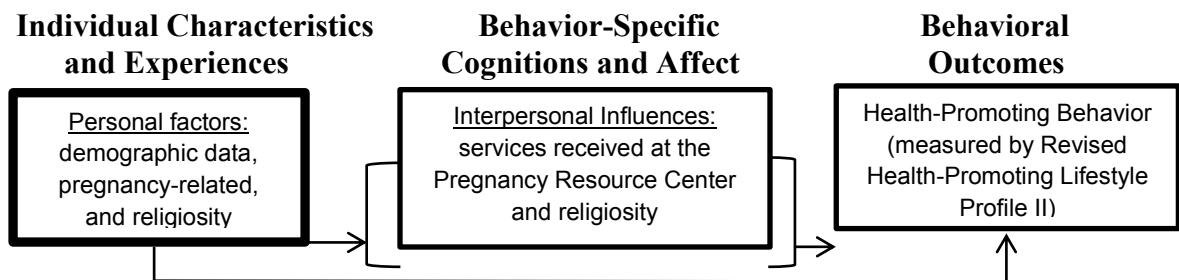 Individual Characteristics
and Experiences
Personal factors:
demographic data,
pregnancy-related,
and religiosity
Behavior-Specific
Cognitions and Affect
Interpersonal Influences:
services received at the
Pregnancy Resource Center
and religiosity
Behavioral
Outcomes
Health-Promoting Behavior
(measured by Revised
Health-Promoting Lifestyle
Profile II)